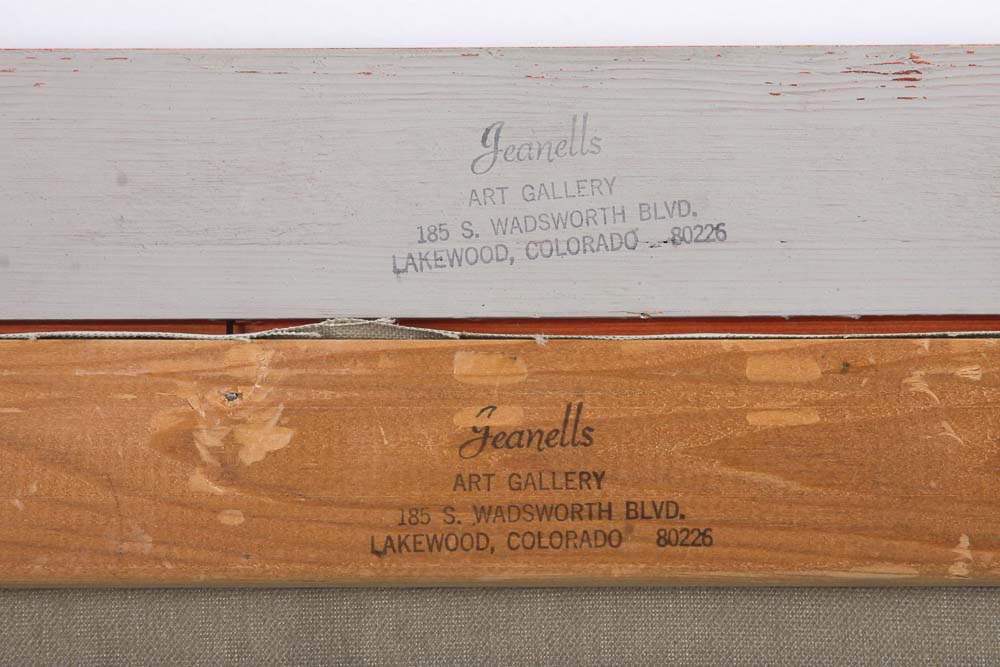 Jeanells
ART GALLERY
185 S. WADSWORTH BLVD.
LAKEWOOD, COLORADO 80226
Jeanells
ART GALLERY
185 S. WADSWORTH BLVD.
LAKEWOOD, COLORADO 80226